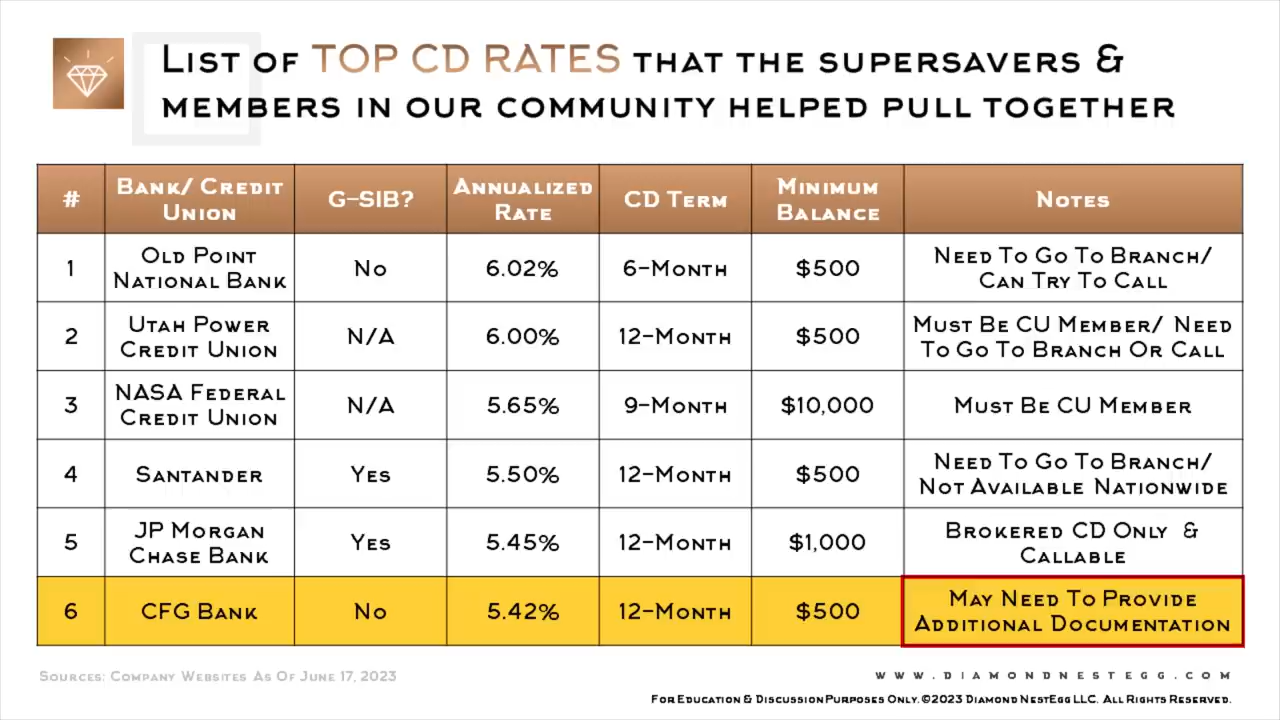 List of TOP CD RATES that the supersavers &
members in our community helped pull together
# Bank/ Credit Union G-SIB? Annualized Rate CD Term Minimum Balance Notes
1 Old Point National Bank No 6.02% 6-Month $500 Need To Go To Branch/ Can Try To Call
2 Utah Power Credit Union N/A 6.00% 12-Month $500 Must Be CU Member/ Need To Go To Branch Or Call
3 NASA Federal Credit Union N/A 5.65% 9-Month $10,000 Must Be CU Member
4 Santander Yes 5.50% 12-Month $500 Need To Go To Branch/ Not Available Nationwide
5 JP Morgan Chase Bank Yes 5.45% 12-Month $1,000 Brokered CD Only & Callable
6 CFG Bank No 5.42% 12-Month $500 May Need To Provide Additional Documentation
Sources: Company Websites As Of June 17, 2023
www.diamondnestegg.com
For Education & Discussion Purposes Only. ©2023 Diamond NestEgg LLC. All Rights Reserved.